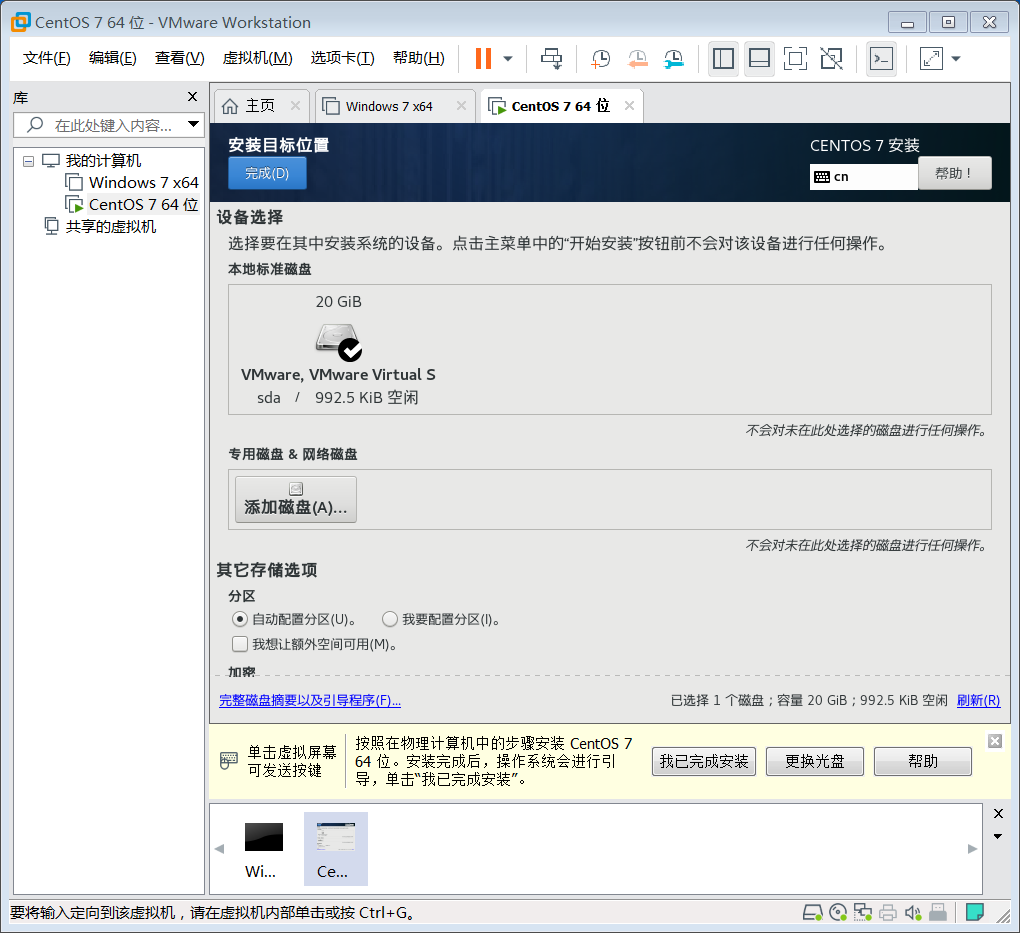 CentOS 7 64 位 - VMware Workstation
文件(F) 编辑(E) 查看(V) 虚拟机(M) 选项卡(T) 帮助(H)
库
在此处键入内容...
我的计算机
Windows 7 x64
CentOS 7 64 位
共享的虚拟机
主页 Windows 7 x64 CentOS 7 64 位
安装目标位置
完成(D)
CENTOS 7 安装
cn
帮助！
设备选择
选择要在其中安装系统的设备。点击主菜单中的“开始安装”按钮前不会对该设备进行任何操作。
本地标准磁盘
20 GiB
VMware, VMware Virtual S
sda / 992.5 KiB 空闲
不会对未在此处选择的磁盘进行任何操作。
专用磁盘 & 网络磁盘
添加磁盘(A)...
不会对未在此处选择的磁盘进行任何操作。
其它存储选项
分区
自动配置分区(U)。 我要配置分区(I)。
我想让额外空间可用(M)。
加密
完整磁盘摘要以及引导程序(F)... 已选择 1 个磁盘；容量 20 GiB；992.5 KiB 空闲 刷新(R)
单击虚拟屏幕
可发送按键
按照在物理计算机中的步骤安装 CentOS 7
64 位。安装完成后，操作系统会进行引
导，单击“我已完成安装”。
我已完成安装 更换光盘 帮助
Wi... Ce...
要将输入定向到该虚拟机，请在虚拟机内部单击或按 Ctrl+G。